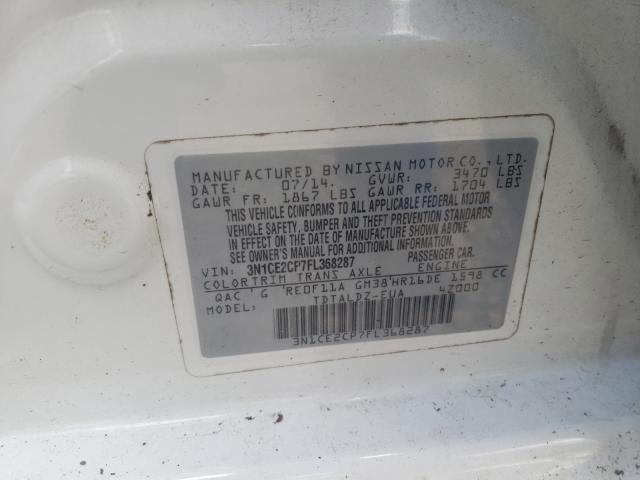 MANUFACTURED BY NISSAN MOTOR CO., LTD.
DATE: 07/14. GVWR: 3470 LBS
GAWR FR: 1867 LBS GAWR RR: 1704 LBS
THIS VEHICLE CONFORMS TO ALL APPLICABLE FEDERAL MOTOR
VEHICLE SAFETY, BUMPER AND THEFT PREVENTION STANDARDS
IN EFFECT ON THE DATE OF MANUFACTURE SHOWN ABOVE.
SEE OWNER'S MANUAL FOR ADDITIONAL INFORMATION.
VIN: 3N1CE2CP7FL368287 PASSENGER CAR.
COLOR TRIM TRANS AXLE ENGINE
QAC G RE0F11A GM38 HR16DE 1598 CC
MODEL: TDTALDZ-EUA 4Z000
3N1CE2CP7FL368287